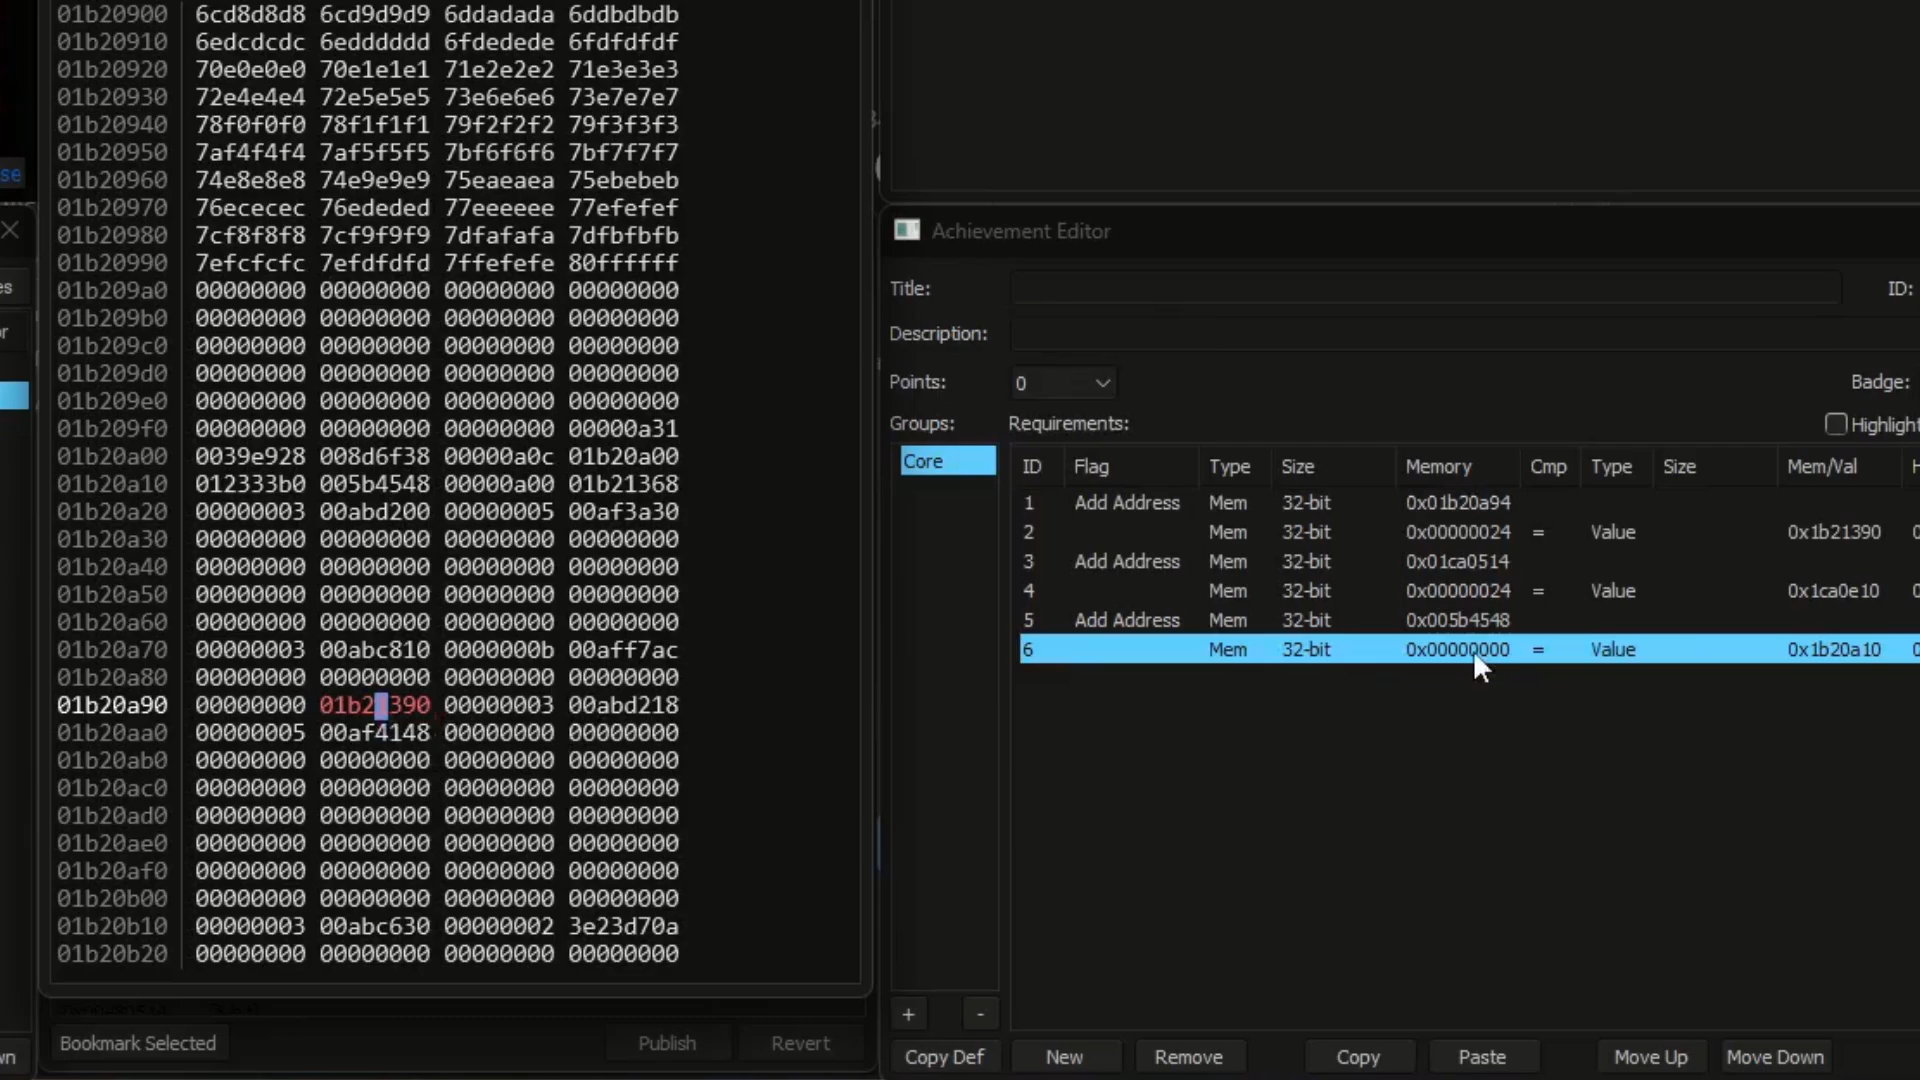 01b20900 6cd8d8d8 6cd9d9d9 6ddadada 6ddbdbdb
01b20910 6edcdcdc 6edddddd 6fdedede 6fdfdfdf
01b20920 70e0e0e0 70e1e1e1 71e2e2e2 71e3e3e3
01b20930 72e4e4e4 72e5e5e5 73e6e6e6 73e7e7e7
01b20940 78f0f0f0 78f1f1f1 79f2f2f2 79f3f3f3
01b20950 7af4f4f4 7af5f5f5 7bf6f6f6 7bf7f7f7
01b20960 74e8e8e8 74e9e9e9 75eaeaea 75ebebeb
01b20970 76ececec 76ededed 77eeeeee 77efefef
01b20980 7cf8f8f8 7cf9f9f9 7dfafafa 7dfbfbfb
01b20990 7efcfcfc 7efdfdfd 7ffefefe 80ffffff
01b209a0 00000000 00000000 00000000 00000000
01b209b0 00000000 00000000 00000000 00000000
01b209c0 00000000 00000000 00000000 00000000
01b209d0 00000000 00000000 00000000 00000000
01b209e0 00000000 00000000 00000000 00000000
01b209f0 00000000 00000000 00000000 00000a31
01b20a00 0039e928 008d6f38 00000a0c 01b20a00
01b20a10 012333b0 005b4548 00000a00 01b21368
01b20a20 00000003 00abd200 00000005 00af3a30
01b20a30 00000000 00000000 00000000 00000000
01b20a40 00000000 00000000 00000000 00000000
01b20a50 00000000 00000000 00000000 00000000
01b20a60 00000000 00000000 00000000 00000000
01b20a70 00000003 00abc810 0000000b 00aff7ac
01b20a80 00000000 00000000 00000000 00000000
01b20a90 00000000 01b21390 00000003 00abd218
01b20aa0 00000005 00af4148 00000000 00000000
01b20ab0 00000000 00000000 00000000 00000000
01b20ac0 00000000 00000000 00000000 00000000
01b20ad0 00000000 00000000 00000000 00000000
01b20ae0 00000000 00000000 00000000 00000000
01b20af0 00000000 00000000 00000000 00000000
01b20b00 00000000 00000000 00000000 00000000
01b20b10 00000003 00abc630 00000002 3e23d70a
01b20b20 00000000 00000000 00000000 00000000
Bookmark Selected Publish Revert
se
es
or
wn
Achievement Editor
Title: ID:
Description:
Points: 0 Badge:
Groups: Requirements: Highlight
Core
ID Flag Type Size Memory Cmp Type Size Mem/Val H
1 Add Address Mem 32-bit 0x01b20a94
2 Mem 32-bit 0x00000024 = Value 0x1b21390 0
3 Add Address Mem 32-bit 0x01ca0514
4 Mem 32-bit 0x00000024 = Value 0x1ca0e10 0
5 Add Address Mem 32-bit 0x005b4548
6 Mem 32-bit 0x00000000 = Value 0x1b20a10 0
+ -
Copy Def New Remove Copy Paste Move Up Move Down